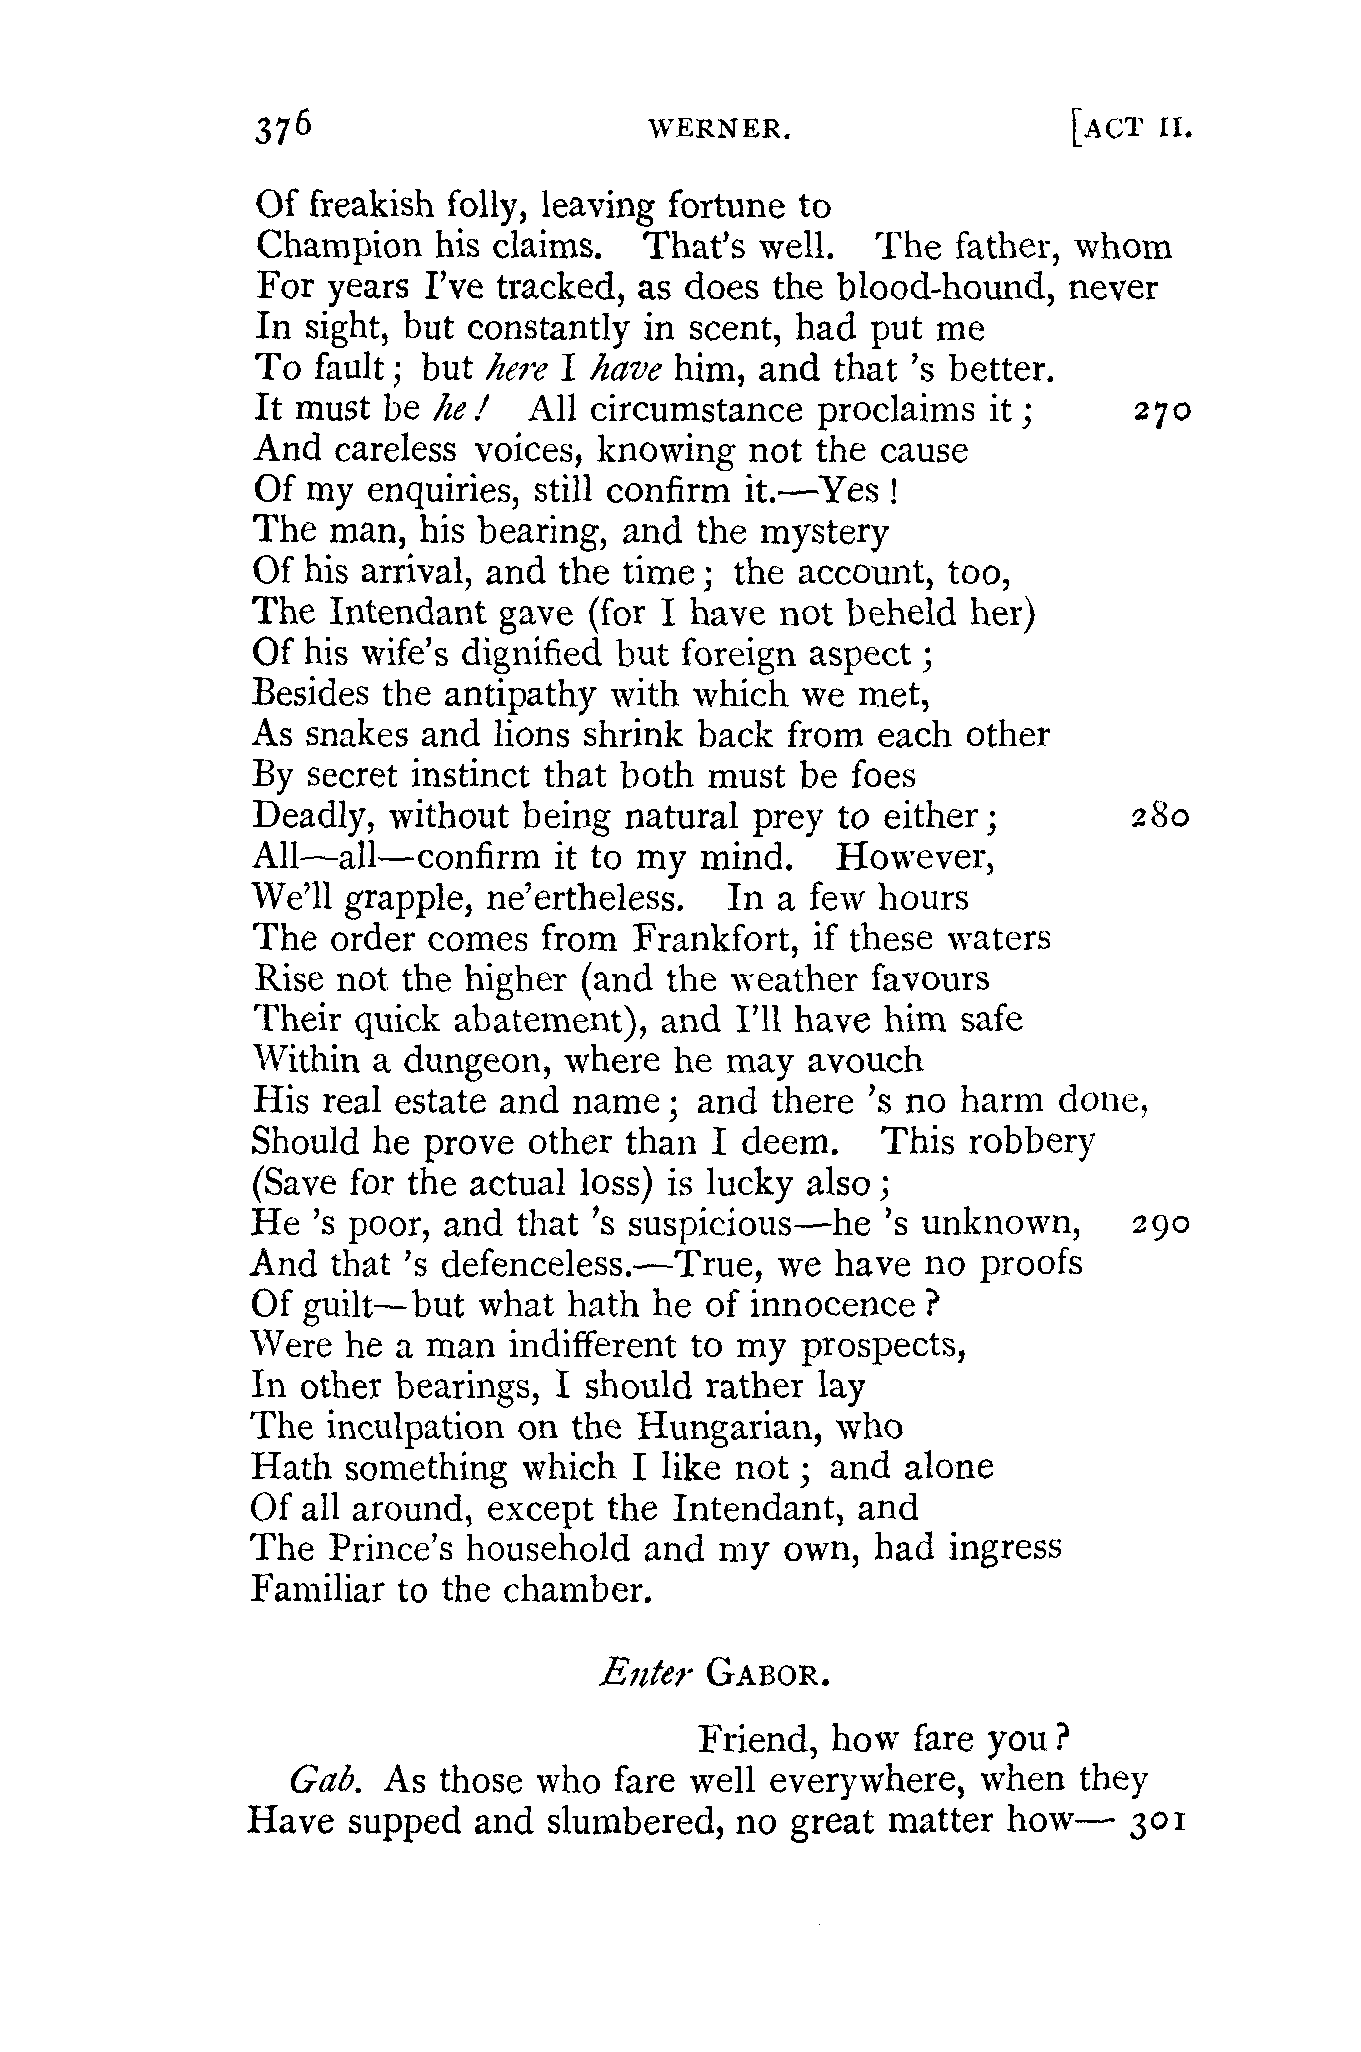 376 WERNER. [ACT II.
Of freakish folly, leaving fortune to
Champion his claims. That's well. The father, whom
For years I've tracked, as does the blood-hound, never
In sight, but constantly in scent, had put me
To fault; but here I have him, and that 's better.
It must be he! All circumstance proclaims it; 270
And careless voices, knowing not the cause
Of my enquiries, still confirm it.—Yes!
The man, his bearing, and the mystery
Of his arrival, and the time; the account, too,
The Intendant gave (for I have not beheld her)
Of his wife's dignified but foreign aspect;
Besides the antipathy with which we met,
As snakes and lions shrink back from each other
By secret instinct that both must be foes
Deadly, without being natural prey to either; 280
All—all—confirm it to my mind. However,
We'll grapple, ne'ertheless. In a few hours
The order comes from Frankfort, if these waters
Rise not the higher (and the weather favours
Their quick abatement), and I'll have him safe
Within a dungeon, where he may avouch
His real estate and name; and there 's no harm done,
Should he prove other than I deem. This robbery
(Save for the actual loss) is lucky also;
He 's poor, and that 's suspicious—he 's unknown, 290
And that 's defenceless.—True, we have no proofs
Of guilt—but what hath he of innocence?
Were he a man indifferent to my prospects,
In other bearings, I should rather lay
The inculpation on the Hungarian, who
Hath something which I like not; and alone
Of all around, except the Intendant, and
The Prince's household and my own, had ingress
Familiar to the chamber.
Enter GABOR.
Friend, how fare you?
Gab. As those who fare well everywhere, when they
Have supped and slumbered, no great matter how— 301